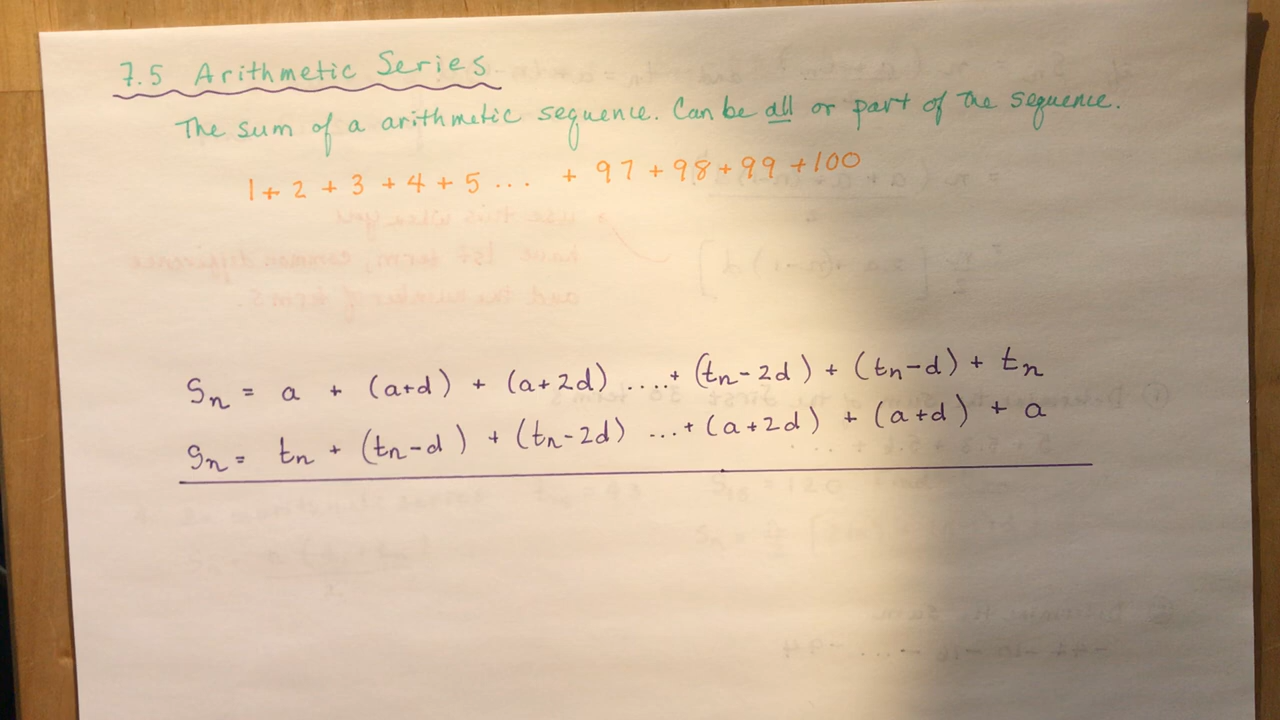 7.5 Arithmetic Series
The sum of a arithmetic sequence. Can be all or part of the sequence.
1 + 2 + 3 + 4 + 5 ... + 97 + 98 + 99 + 100
Sn = a + (a+d) + (a+2d) ....+ (tn-2d) + (tn-d) + tn
Sn = tn + (tn-d) + (tn-2d) ...+ (a+2d) + (a+d) + a